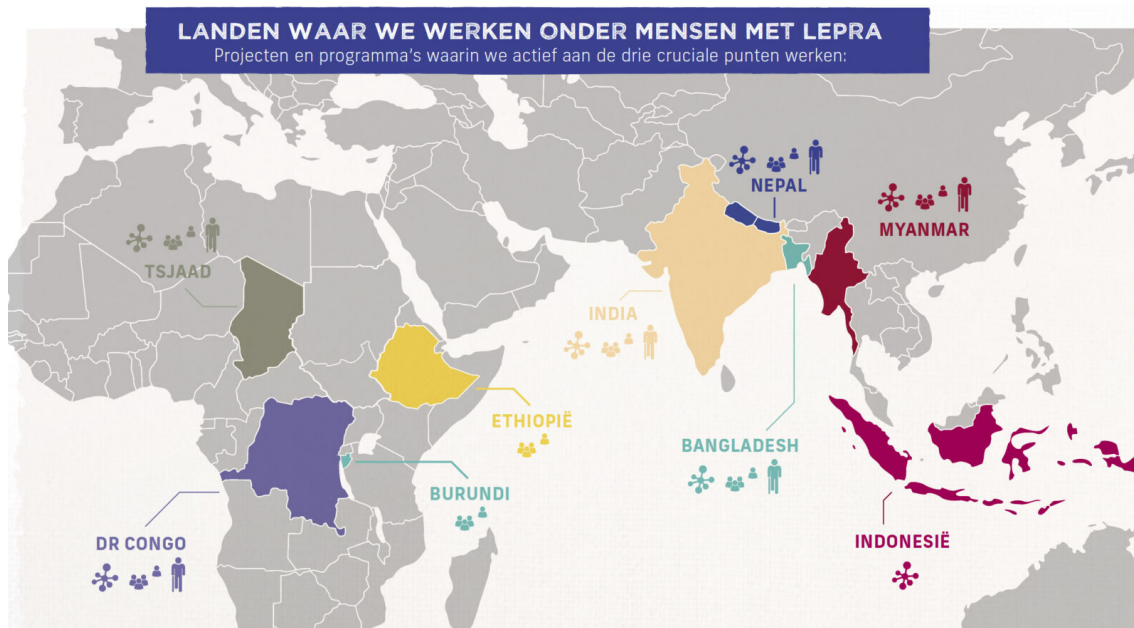 LANDEN WAAR WE WERKEN ONDER MENSEN MET LEPRA
Projecten en programma's waarin we actief aan de drie cruciale punten werken:
NEPAL
MYANMAR
TSJAAD
INDIA
ETHIOPIË
BANGLADESH
BURUNDI
DR CONGO
INDONESIË